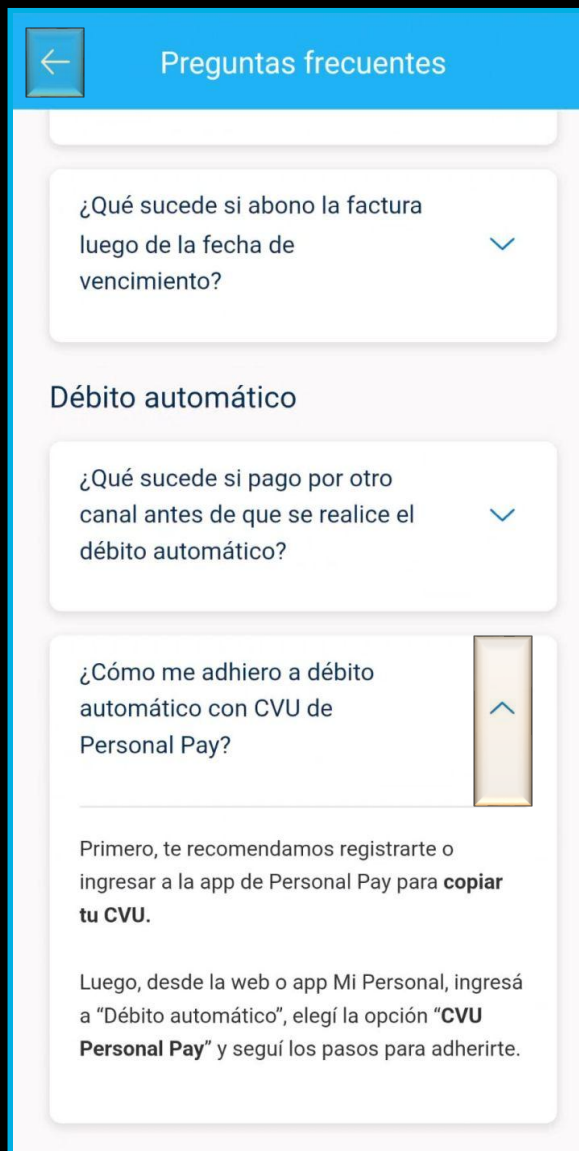 Preguntas frecuentes
¿Qué sucede si abono la factura
luego de la fecha de
vencimiento?
Débito automático
¿Qué sucede si pago por otro
canal antes de que se realice el
débito automático?
¿Cómo me adhiero a débito
automático con CVU de
Personal Pay?
Primero, te recomendamos registrarte o
ingresar a la app de Personal Pay para copiar
tu CVU.
Luego, desde la web o app Mi Personal, ingresá
a “Débito automático”, elegí la opción “CVU
Personal Pay” y seguí los pasos para adherirte.